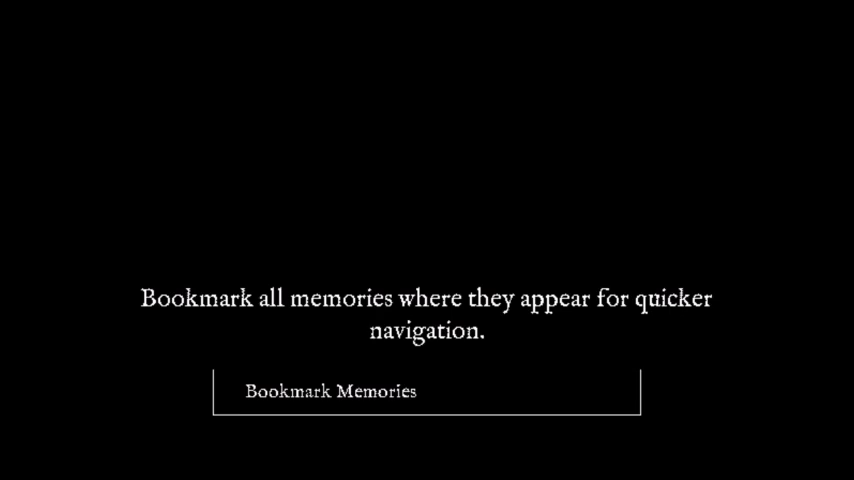 Bookmark all memories where they appear for quicker
navigation.
Bookmark Memories